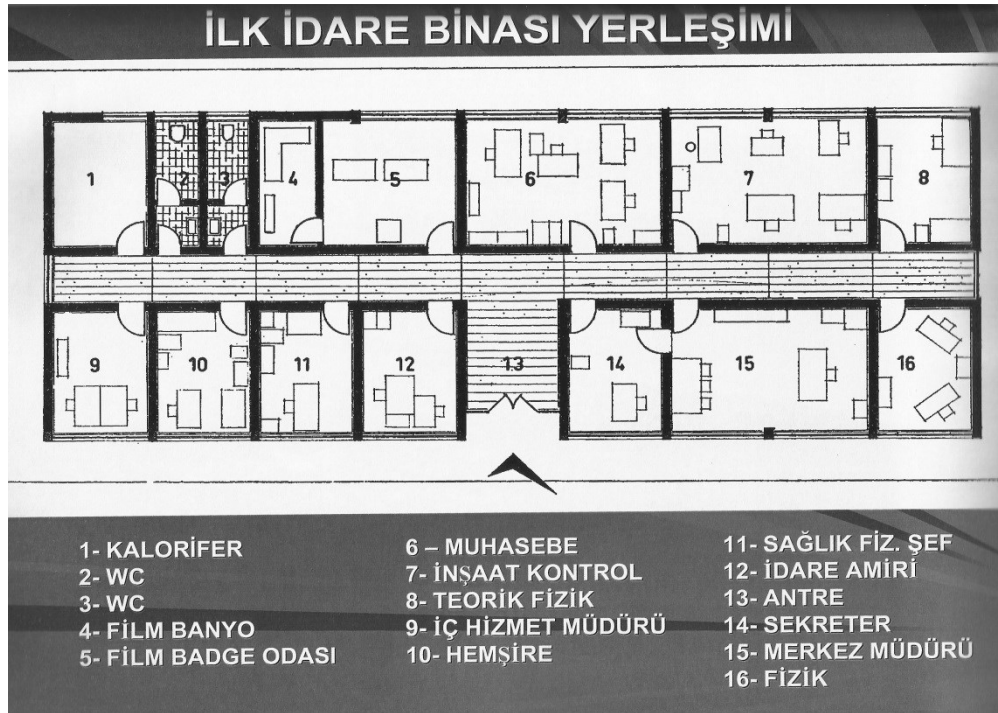 İLK İDARE BİNASI YERLEŞİMİ
1 2 3 4 5 6 7 8
9 10 11 12 13 14 15 16
1- KALORİFER
2- WC
3- WC
4- FİLM BANYO
5- FİLM BADGE ODASI
6 – MUHASEBE
7- İNŞAAT KONTROL
8- TEORİK FİZİK
9- İÇ HİZMET MÜDÜRÜ
10- HEMŞİRE
11- SAĞLIK FİZ. ŞEF
12- İDARE AMİRİ
13- ANTRE
14- SEKRETER
15- MERKEZ MÜDÜRÜ
16- FİZİK